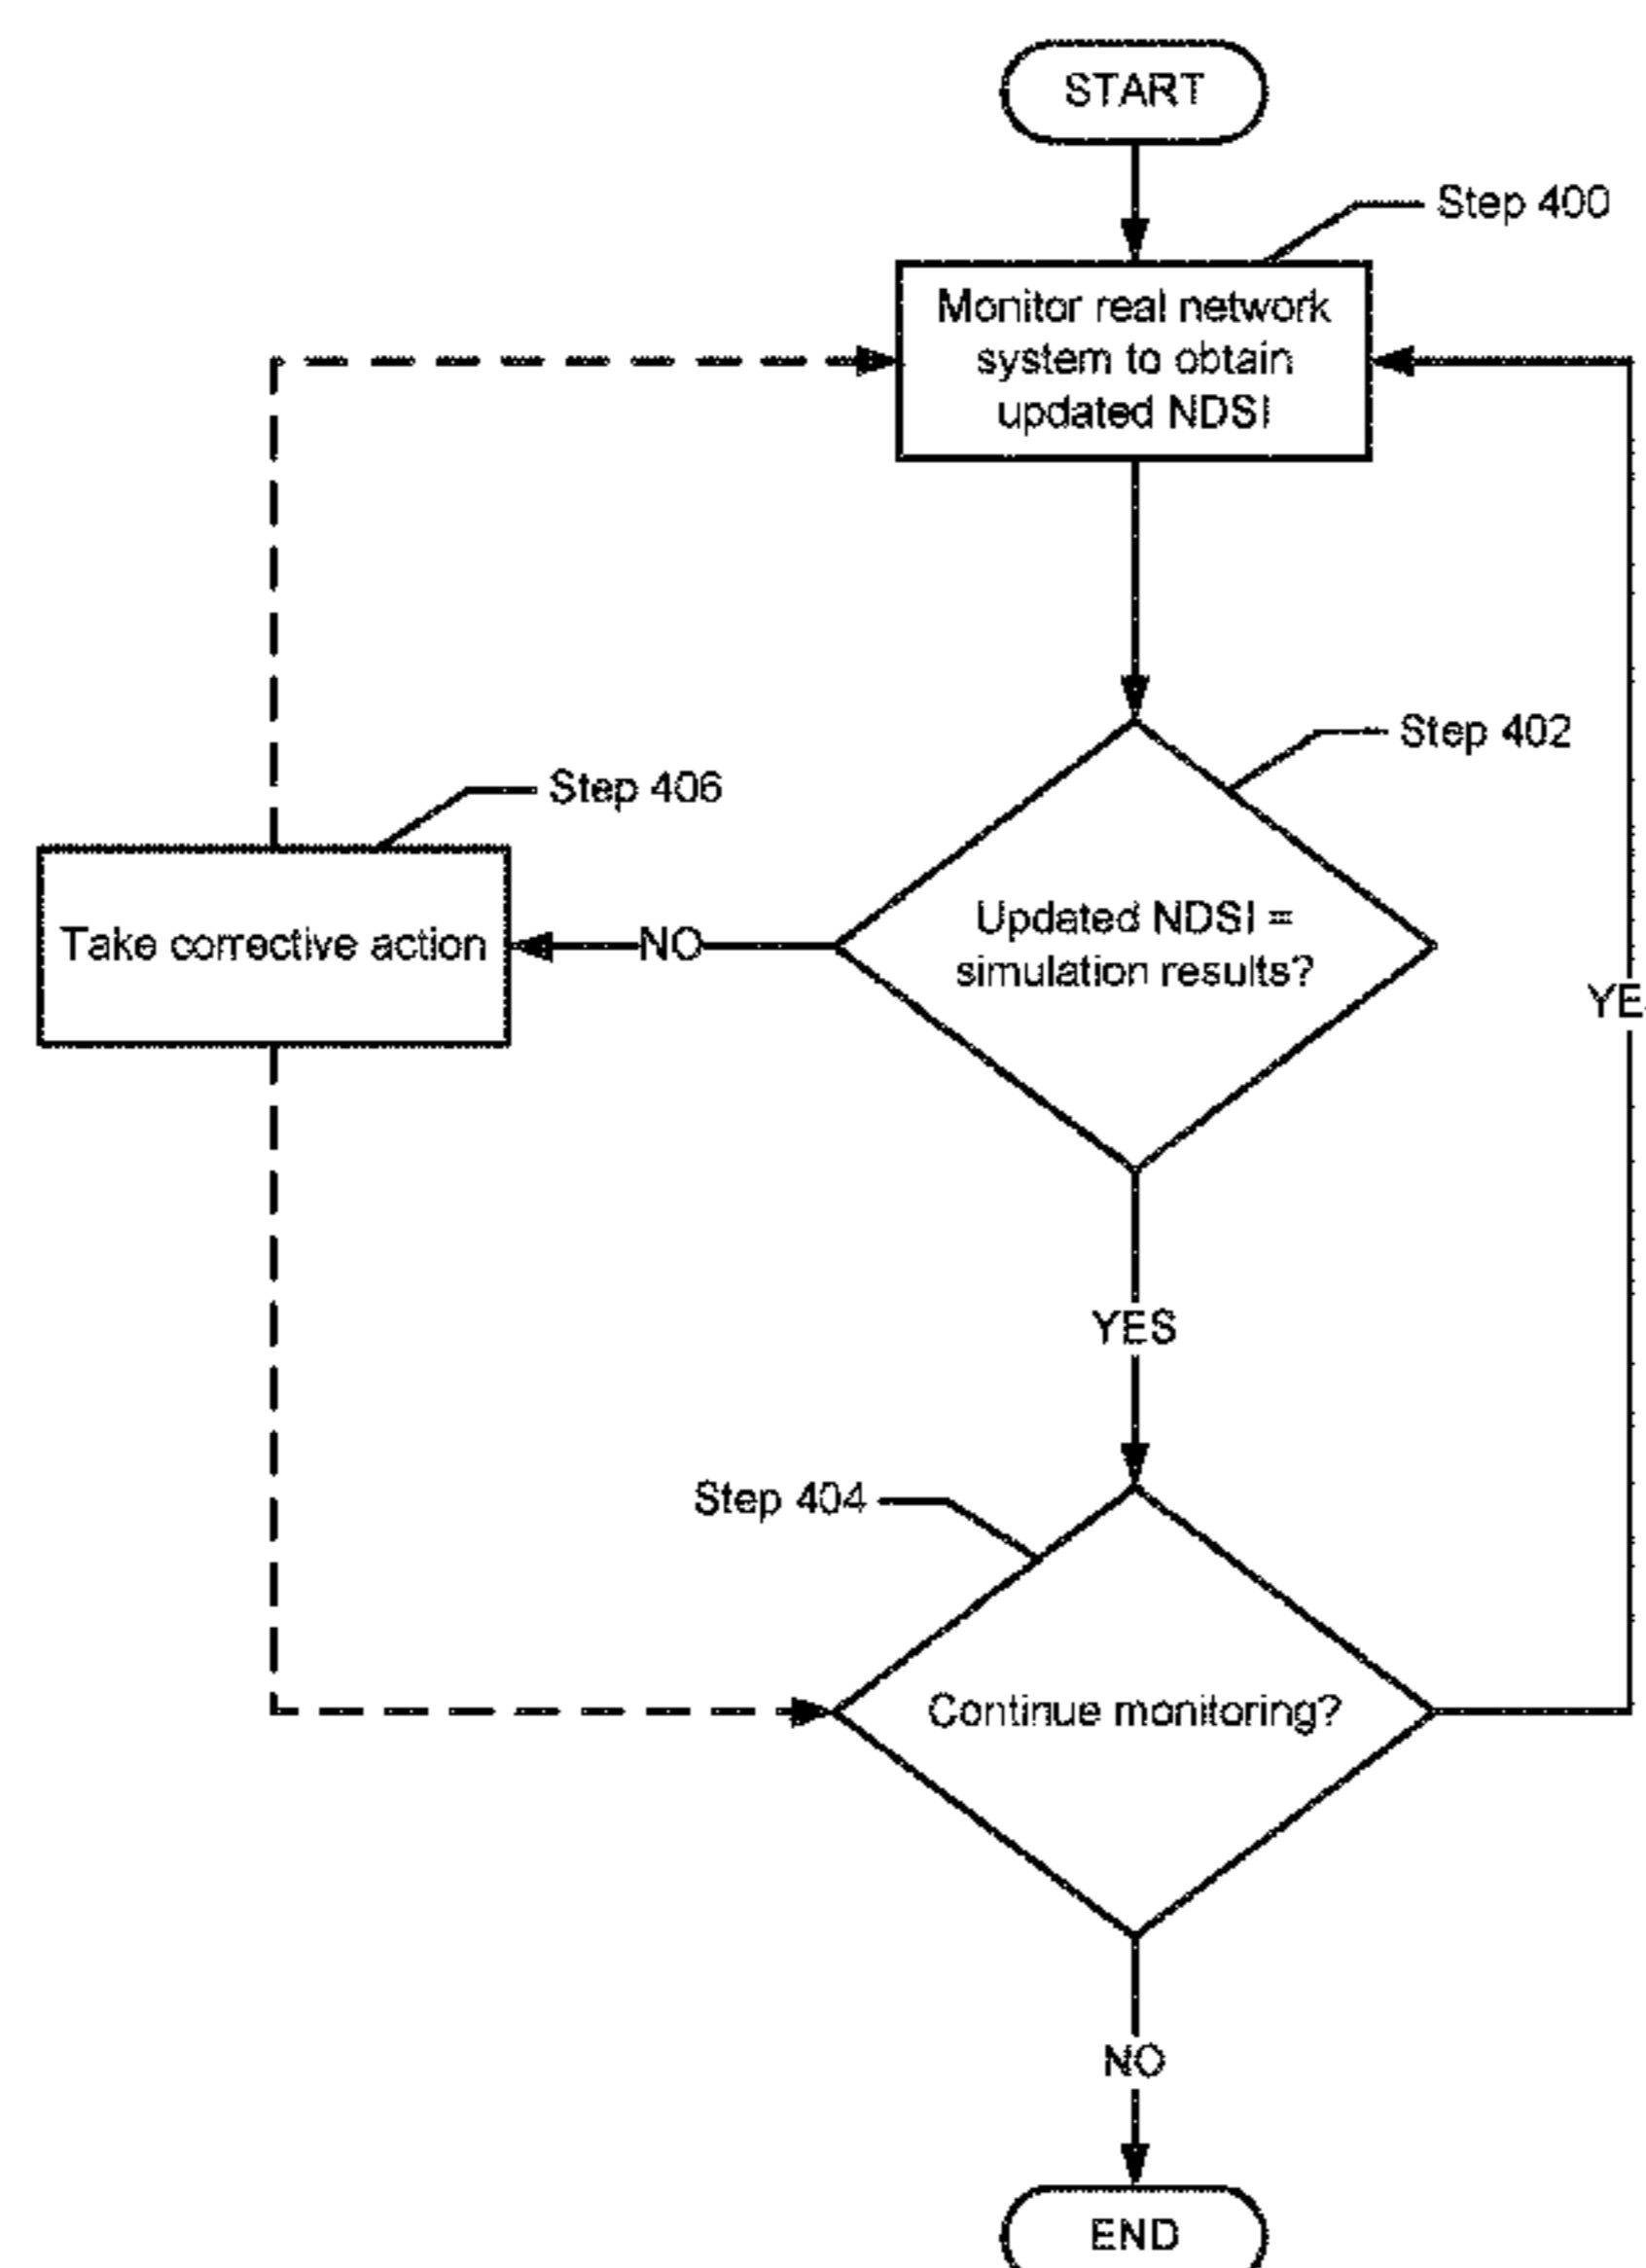 START
Step 400
Monitor real network
system to obtain
updated NDSI
Step 402
Step 406
Updated NDSI =
simulation results?
Take corrective action
NO
YES
Step 404
Continue monitoring?
NO
END